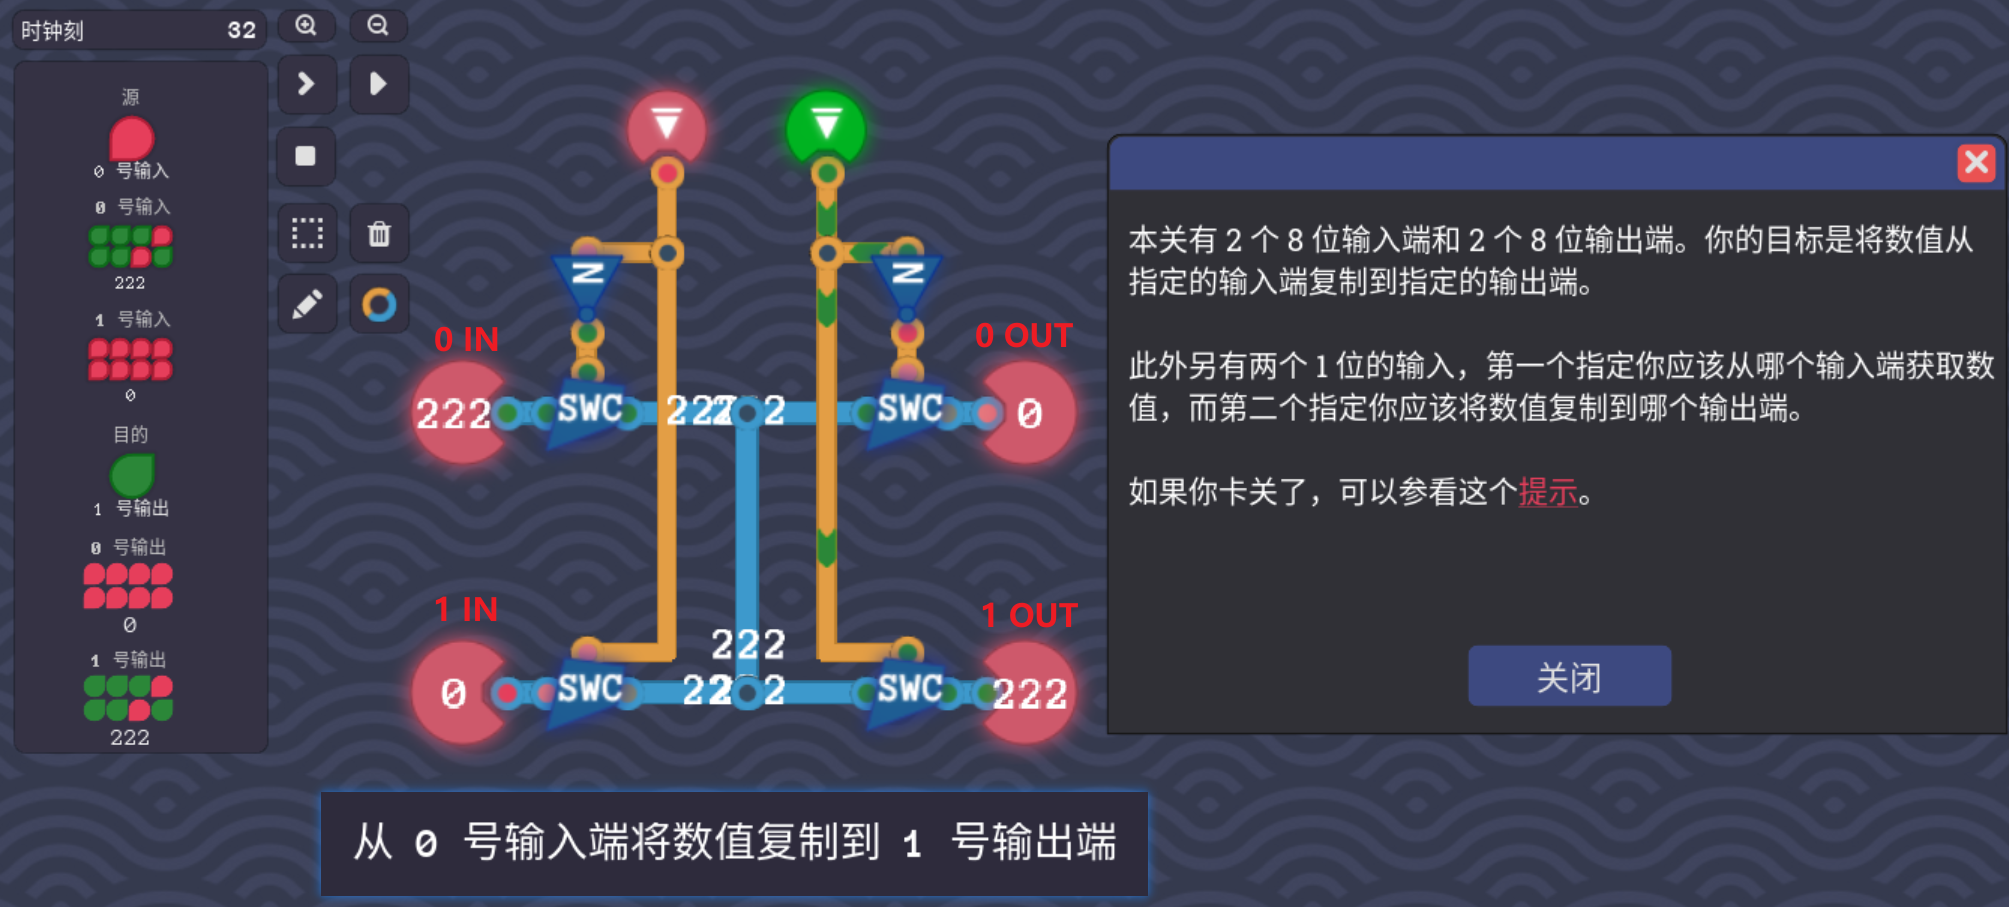 时钟刻 32
源
0 号输入
0 号输入
222
1 号输入
0
目的
1 号输出
0 号输出
0
1 号输出
222
N
N
0 IN
0 OUT
222
SWC
222
SWC
0
1 IN
1 OUT
222
0
SWC
SWC
222
本关有 2 个 8 位输入端和 2 个 8 位输出端。你的目标是将数值从
指定的输入端复制到指定的输出端。
此外另有两个 1 位的输入，第一个指定你应该从哪个输入端获取数
值，而第二个指定你应该将数值复制到哪个输出端。
如果你卡关了，可以参看这个提示。
关闭
从 0 号输入端将数值复制到 1 号输出端